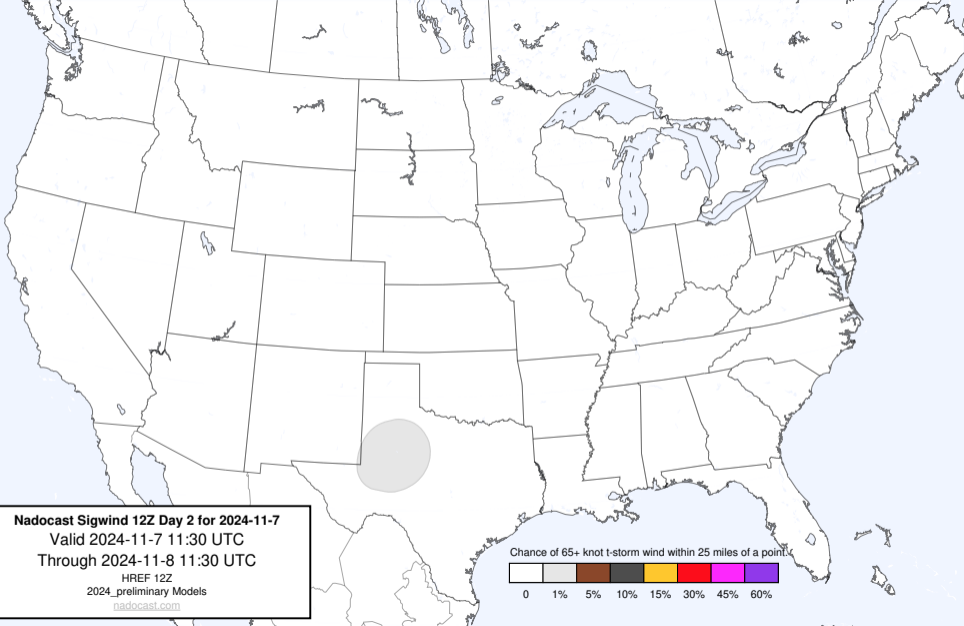 Nadocast Sigwind 12Z Day 2 for 2024-11-7
Valid 2024-11-7 11:30 UTC
Through 2024-11-8 11:30 UTC
HREF 12Z
2024_preliminary Models
nadocast.com
Chance of 65+ knot t-storm wind within 25 miles of a point.
0 1% 5% 10% 15% 30% 45% 60%